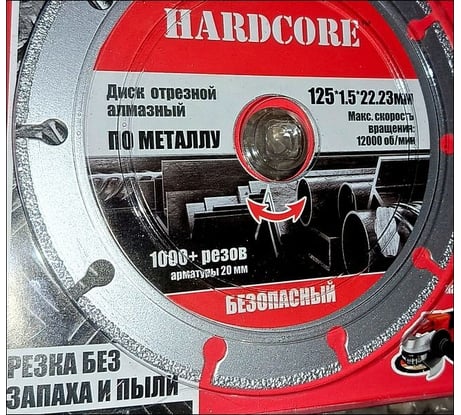 HARDCORE
Диск отрезной
алмазный
ПО МЕТАЛЛУ
125*1.5*22.23мм
Макс. скорость
вращения:
12000 об/мин
1000+ резов
арматуры 20 мм
БЕЗОПАСНЫЙ
РЕЗКА БЕЗ
ЗАПАХА И ПЫЛИ